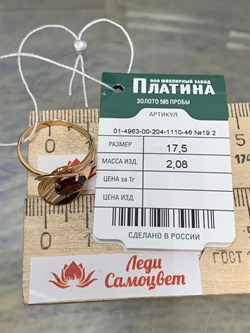 ООО ЮВЕЛИРНЫЙ ЗАВОД
ПЛАТИНА
ЗОЛОТО 585 ПРОБЫ
АРТИКУЛ
01-4963-00-204-1110-46 №19 2
РАЗМЕР 17,5
МАССА ИЗД. 2,08
ЦЕНА за 1г
ЦЕНА ИЗД.
СДЕЛАНО В РОССИИ
Леди
Самоцвет
ГОСТ